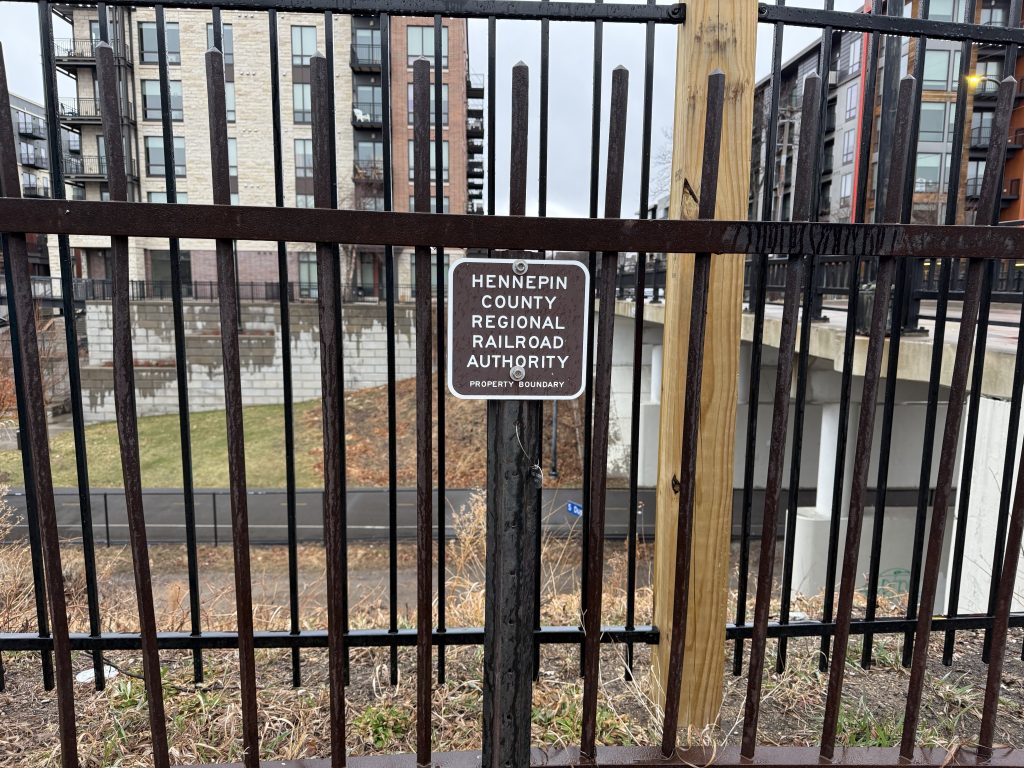 HENNEPIN
COUNTY
REGIONAL
RAILROAD
AUTHORITY
PROPERTY BOUNDARY